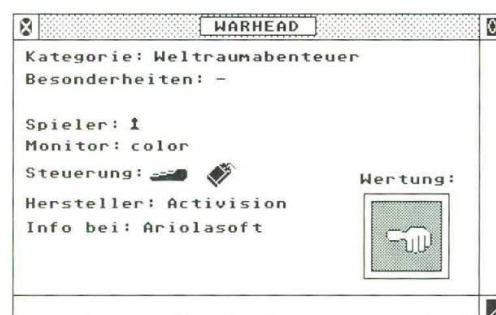 WARHEAD
Kategorie: Weltraumabenteuer
Besonderheiten: -
Spieler: 1
Monitor: color
Steuerung:
Wertung:
Hersteller: Activision
Info bei: Ariolasoft